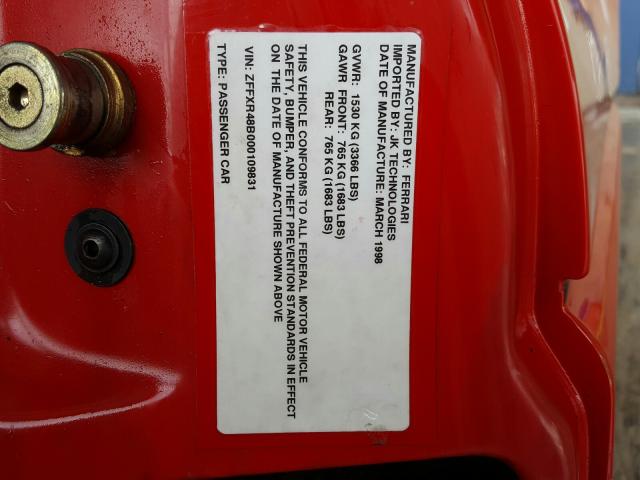 MANUFACTURED BY: FERRARI
IMPORTED BY: JK TECHNOLOGIES
DATE OF MANUFACTURE: MARCH 1998
GVWR: 1530 KG (3366 LBS)
GAWR FRONT: 765 KG (1683 LBS)
REAR: 765 KG (1683 LBS)
THIS VEHICLE CONFORMS TO ALL FEDERAL MOTOR VEHICLE
SAFETY, BUMPER, AND THEFT PREVENTION STANDARDS IN EFFECT
ON THE DATE OF MANUFACTURE SHOWN ABOVE
VIN: ZFFXR48B000109831
TYPE: PASSENGER CAR